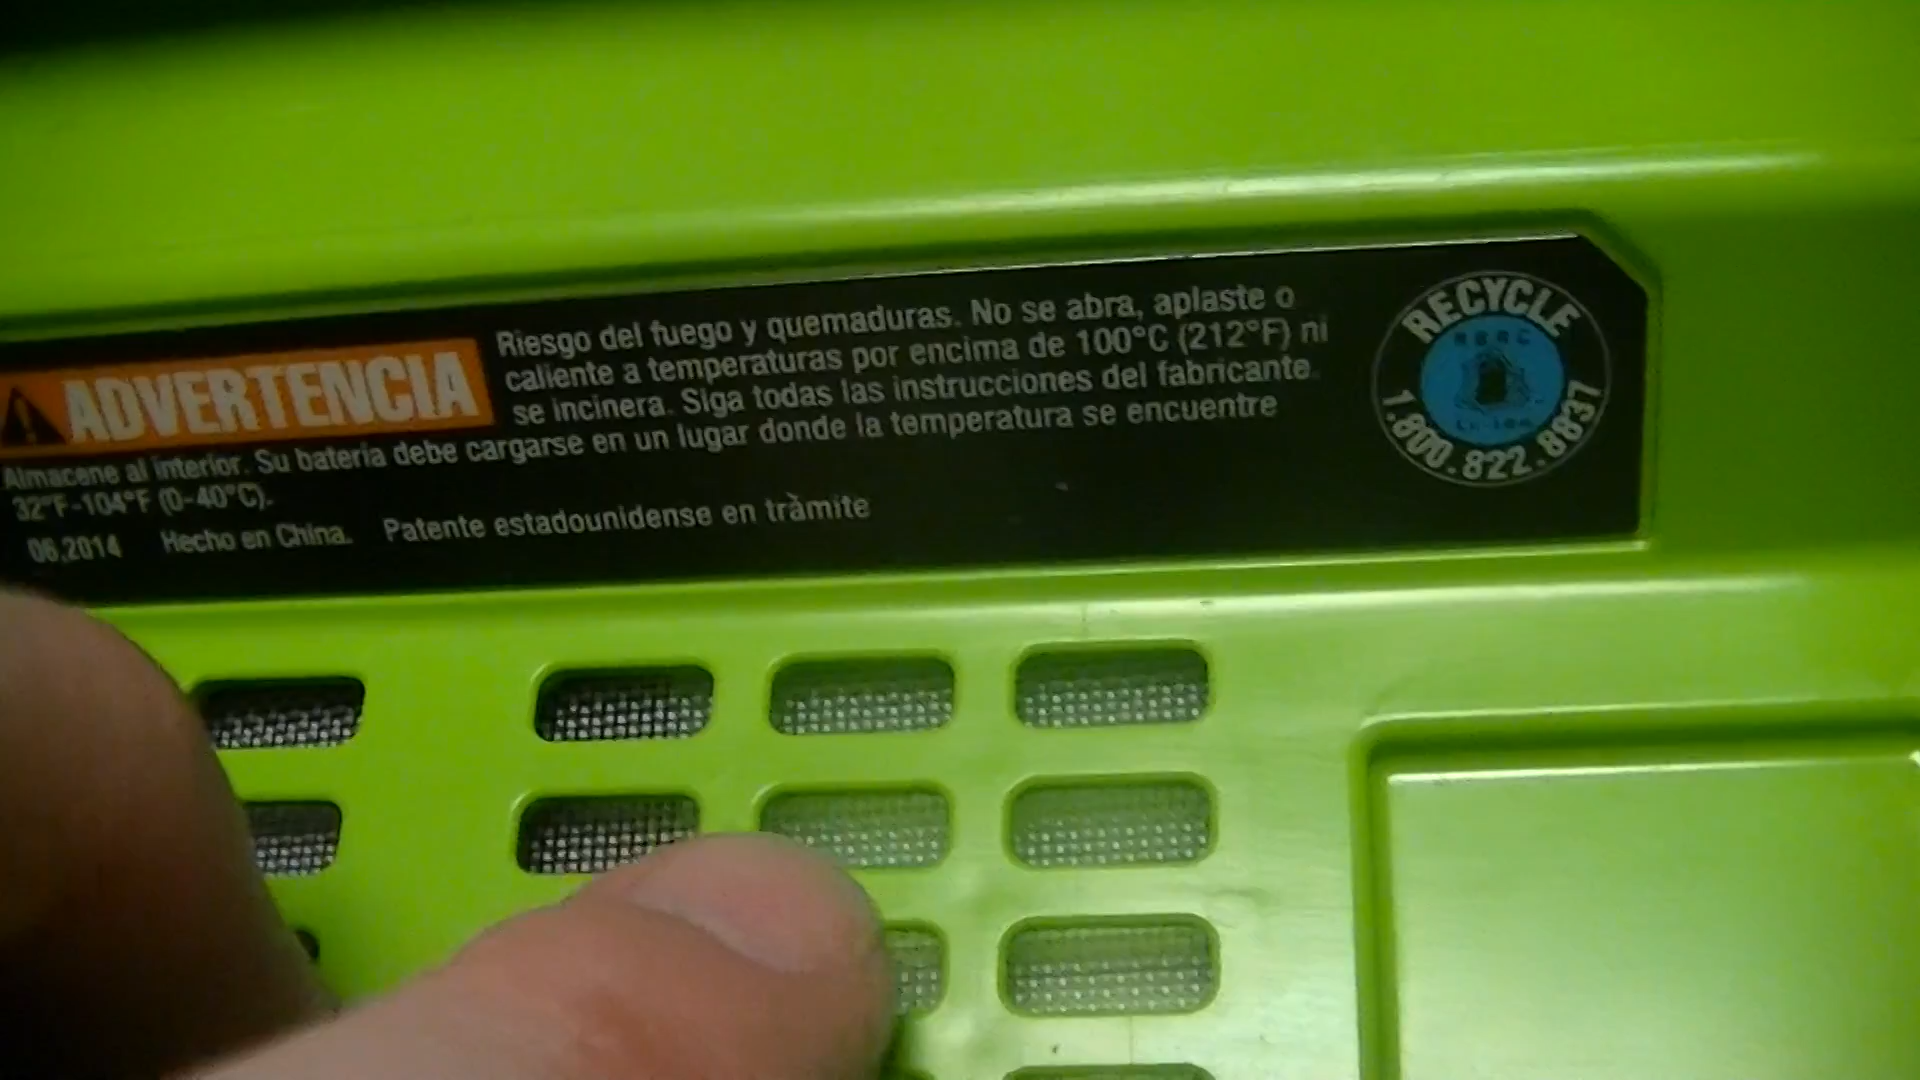 ADVERTENCIA
Riesgo del fuego y quemaduras. No se abra, aplaste o
caliente a temperaturas por encima de 100°C (212°F) ni
se incinera. Siga todas las instrucciones del fabricante.
Almacene al interior. Su bateria debe cargarse en un lugar donde la temperatura se encuentre
32°F-104°F (0-40°C).
06.2014 Hecho en China. Patente estadounidense en tràmite
RECYCLE
RBRC
Li-Ion
1.800.822.8837